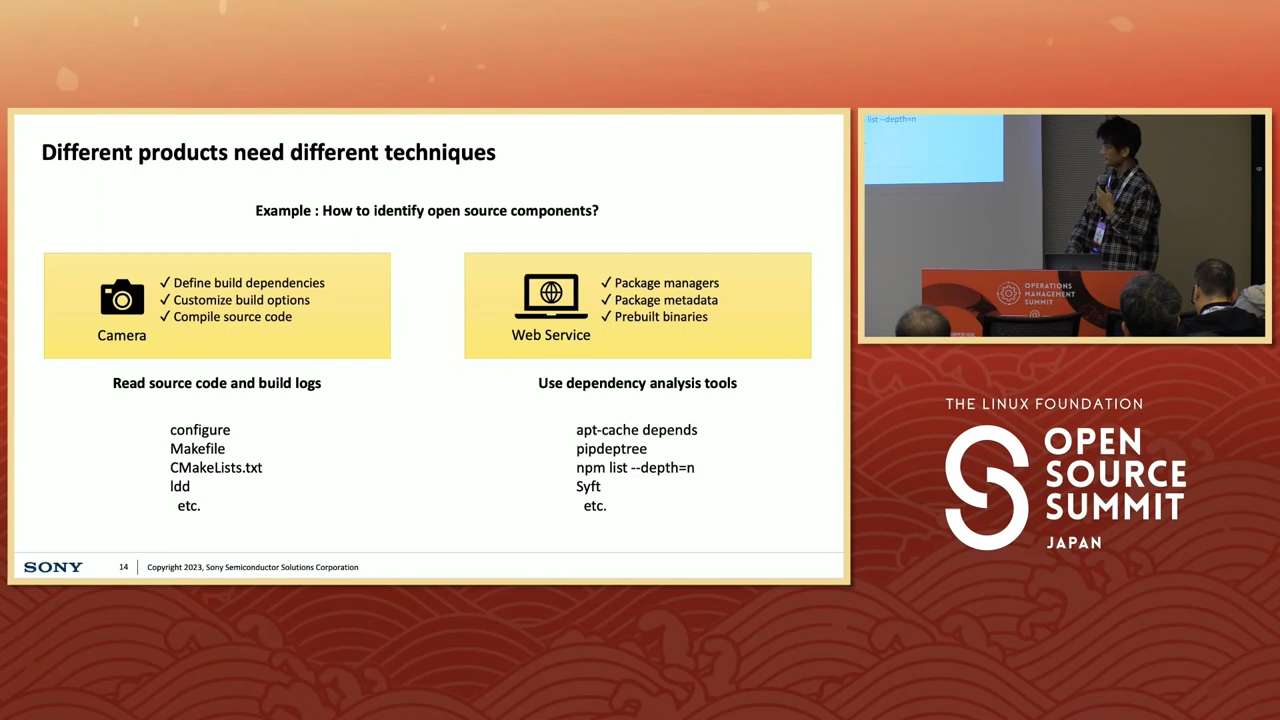 Different products need different techniques
Example : How to identify open source components?
✓ Define build dependencies
✓ Customize build options
✓ Compile source code
Camera
✓ Package managers
✓ Package metadata
✓ Prebuilt binaries
Web Service
Read source code and build logs
configure
Makefile
CMakeLists.txt
ldd
etc.
Use dependency analysis tools
apt-cache depends
pipdeptree
npm list --depth=n
Syft
etc.
SONY
14
Copyright 2023, Sony Semiconductor Solutions Corporation
list --depth=n
OPERATIONS
MANAGEMENT
SUMMIT
THE LINUX FOUNDATION
OPEN
SOURCE
SUMMIT
JAPAN